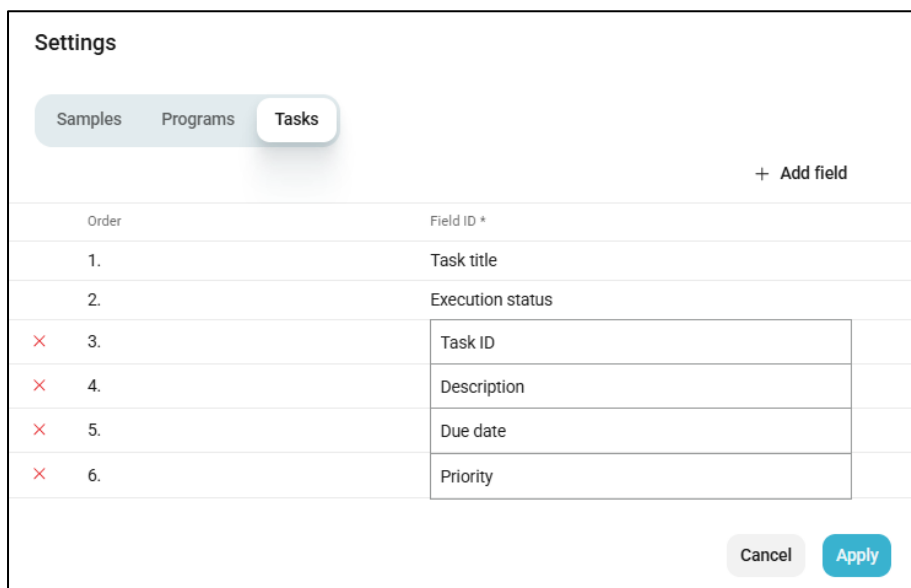 Settings
Samples Programs Tasks
+ Add field
Order Field ID *
1. Task title
2. Execution status
3. Task ID
4. Description
5. Due date
6. Priority
Cancel Apply